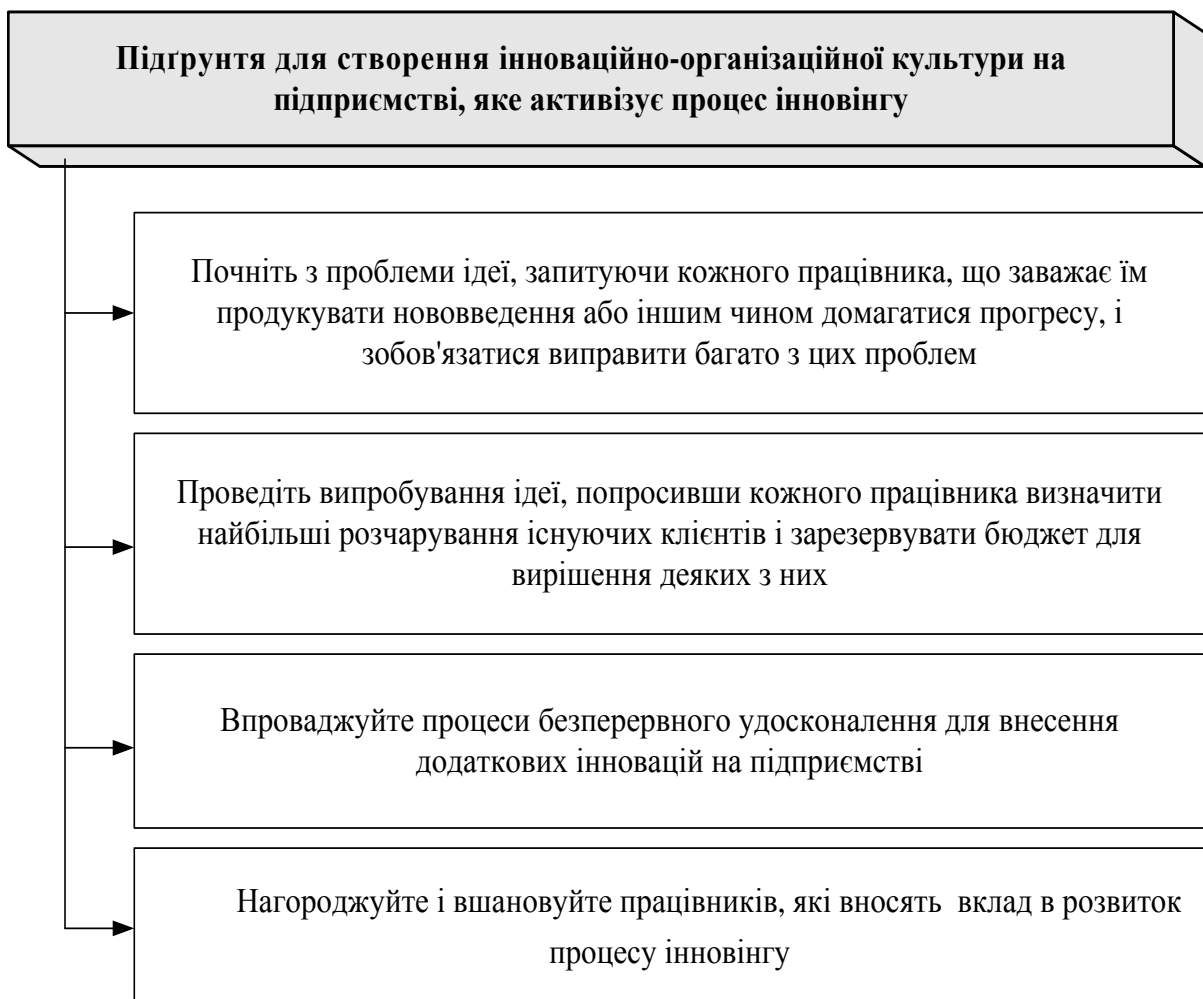 Підґрунтя для створення інноваційно-організаційної культури на
підприємстві, яке активізує процес інновінгу
Почніть з проблеми ідеї, запитуючи кожного працівника, що заважає їм
продукувати нововведення або іншим чином домагатися прогресу, і
зобов'язатися виправити багато з цих проблем
Проведіть випробування ідеї, попросивши кожного працівника визначити
найбільші розчарування існуючих клієнтів і зарезервувати бюджет для
вирішення деяких з них
Впроваджуйте процеси безперервного удосконалення для внесення
додаткових інновацій на підприємстві
Нагороджуйте і вшановуйте працівників, які вносять вклад в розвиток
процесу інновінгу